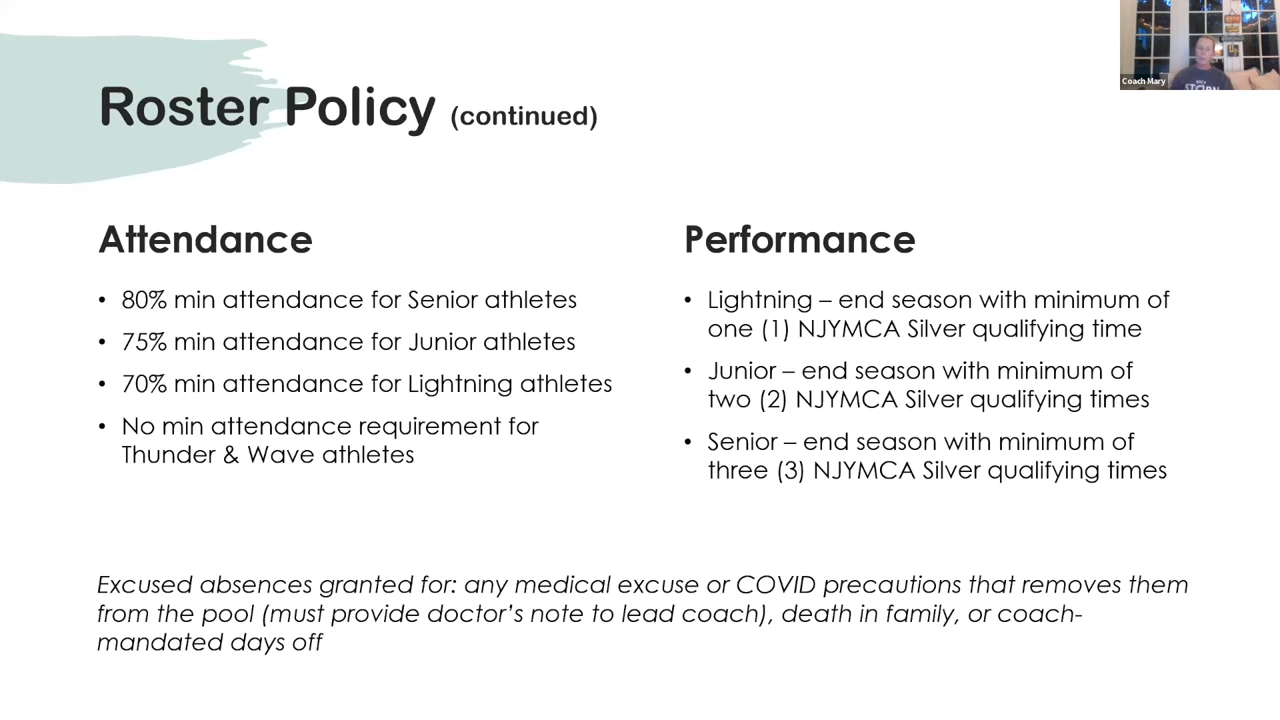 Coach Mary
Roster Policy (continued)
Attendance
• 80% min attendance for Senior athletes
• 75% min attendance for Junior athletes
• 70% min attendance for Lightning athletes
• No min attendance requirement for
Thunder & Wave athletes
Performance
• Lightning – end season with minimum of
one (1) NJYMCA Silver qualifying time
• Junior – end season with minimum of
two (2) NJYMCA Silver qualifying times
• Senior – end season with minimum of
three (3) NJYMCA Silver qualifying times
Excused absences granted for: any medical excuse or COVID precautions that removes them
from the pool (must provide doctor's note to lead coach), death in family, or coach-
mandated days off